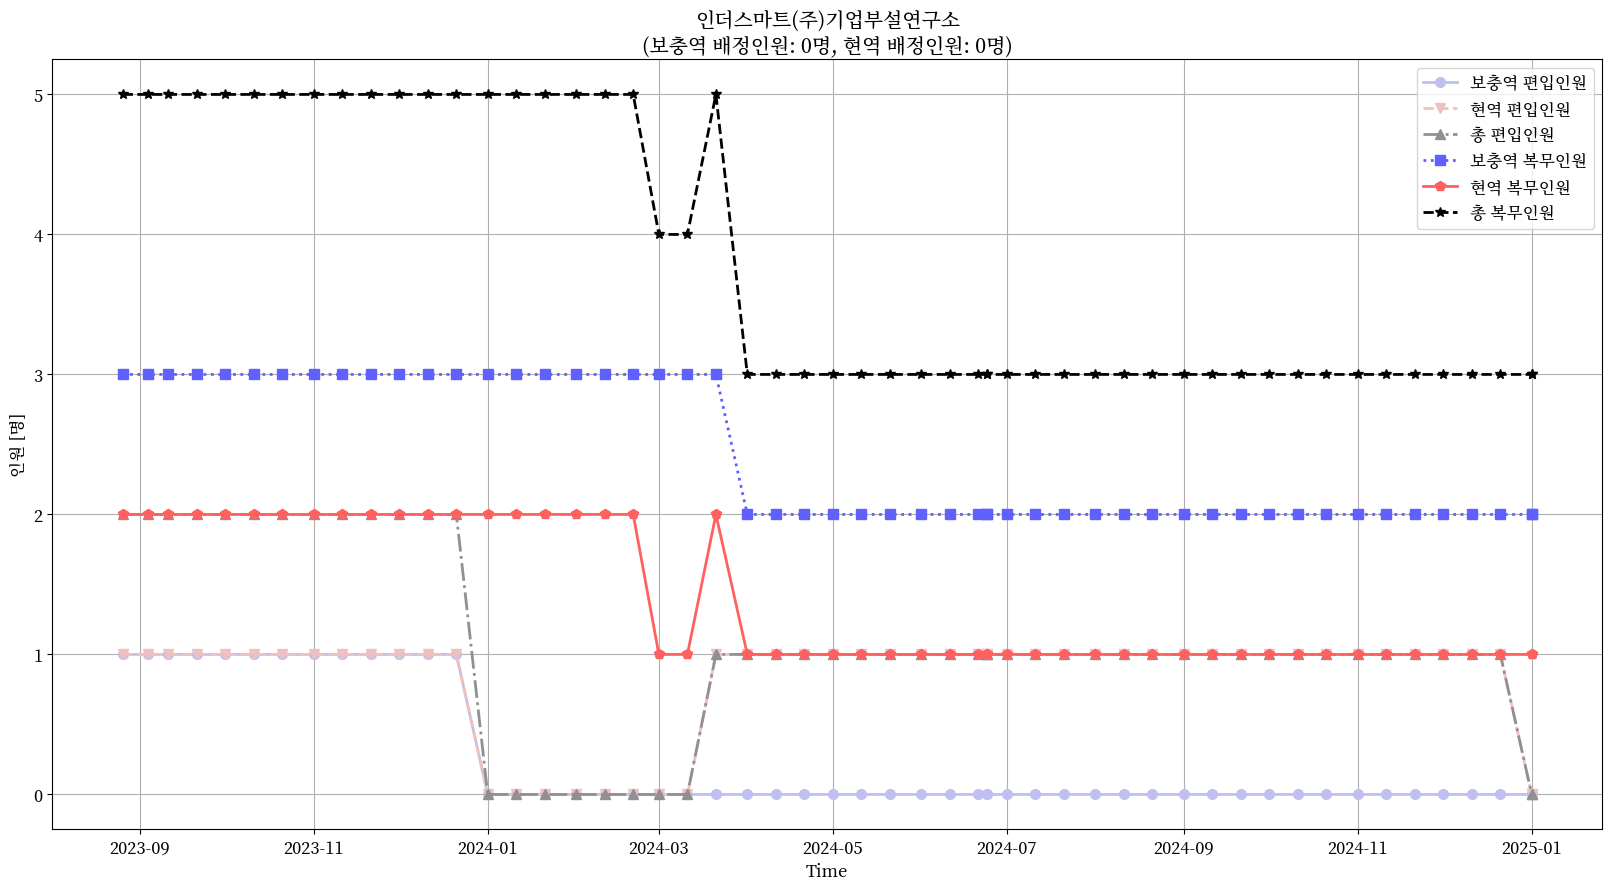 인더스마트(주)기업부설연구소
(보충역 배정인원: 0명, 현역 배정인원: 0명)
보충역 편입인원
현역 편입인원
총 편입인원
보충역 복무인원
현역 복무인원
총 복무인원
인원 [명]
5
4
3
2
1
0
2023-09
2023-11
2024-01
2024-03
2024-05
2024-07
2024-09
2024-11
2025-01
Time